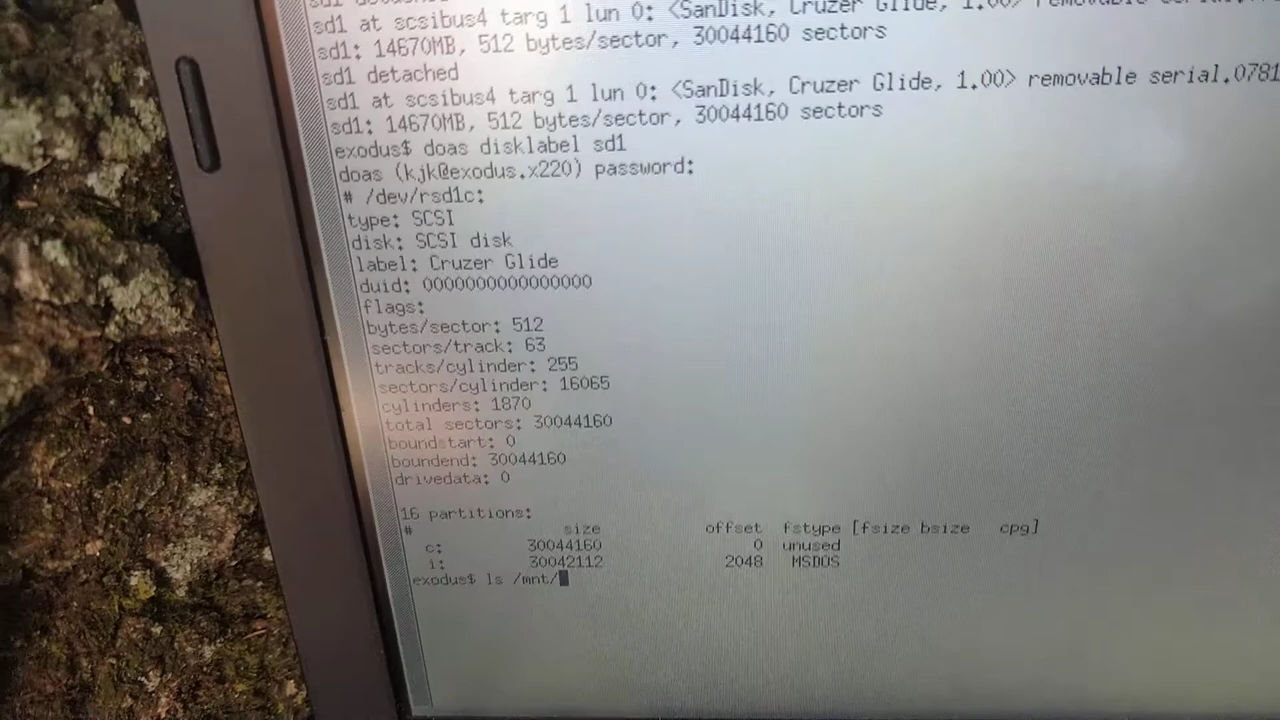 sd1 at scsibus4 targ 1 lun 0: <SanDisk, Cruzer Glide, 1.00> removable
sd1: 14670MB, 512 bytes/sector, 30044160 sectors
sd1 detached
sd1 at scsibus4 targ 1 lun 0: <SanDisk, Cruzer Glide, 1.00> removable serial.0781
sd1: 14670MB, 512 bytes/sector, 30044160 sectors
exodus$ doas disklabel sd1
doas (kjk@exodus.x220) password:
# /dev/rsd1c:
type: SCSI
disk: SCSI disk
label: Cruzer Glide
duid: 0000000000000000
flags:
bytes/sector: 512
sectors/track: 63
tracks/cylinder: 255
sectors/cylinder: 16065
cylinders: 1870
total sectors: 30044160
boundstart: 0
boundend: 30044160
drivedata: 0
16 partitions:
# size offset fstype [fsize bsize cpg]
c: 30044160 0 unused
i: 30042112 2048 MSDOS
exodus$ ls /mnt/